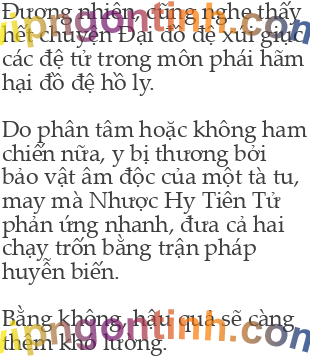 Đương nhiên, cũng nghe thấy
hết chuyện Đại đồ đệ xúi giục
các đệ tử trong môn phái hãm
hại đồ đệ hồ ly.
Do phân tâm hoặc không ham
chiến nữa, y bị thương bởi
bảo vật âm độc của một tà tu,
may mà Nhược Hy Tiên Tử
phản ứng nhanh, đưa cả hai
chạy trốn bằng trận pháp
huyễn biến.
Bằng không, hậu quả sẽ càng
thêm khó lường.